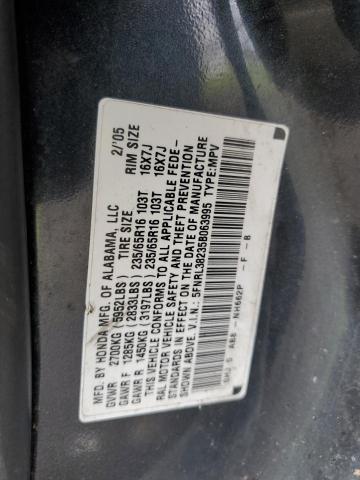 MFD. BY HONDA MFG. OF ALABAMA, LLC 2/'05
GVWR 2700KG (5952LBS) TIRE SIZE RIM SIZE
GAWR F 1285KG (2833LBS) 235/65R16 103T 16X7J
GAWR R 1450KG (3197LBS) 235/65R16 103T 16X7J
THIS VEHICLE CONFORMS TO ALL APPLICABLE FEDE-
RAL MOTOR VEHICLE SAFETY AND THEFT PREVENTION
STANDARDS IN EFFECT ON THE DATE OF MANUFACTURE
SHOWN ABOVE. V.I.N.: 5FNRL38235B063995 TYPE:MPV
SHJ 5 AB8 - NH662P - F - B